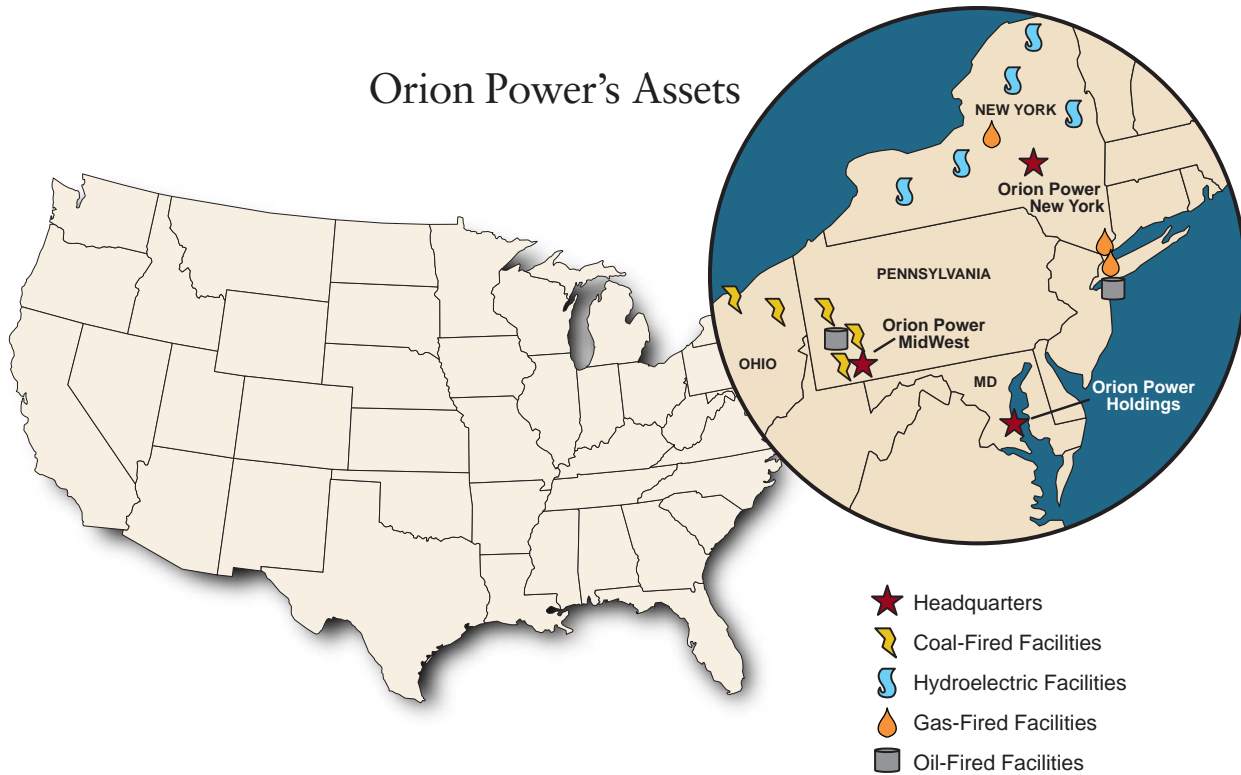 Orion Power's Assets
NEW YORK
Orion Power
New York
PENNSYLVANIA
Orion Power
MidWest
OHIO
MD
Orion Power
Holdings
Headquarters
Coal-Fired Facilities
Hydroelectric Facilities
Gas-Fired Facilities
Oil-Fired Facilities